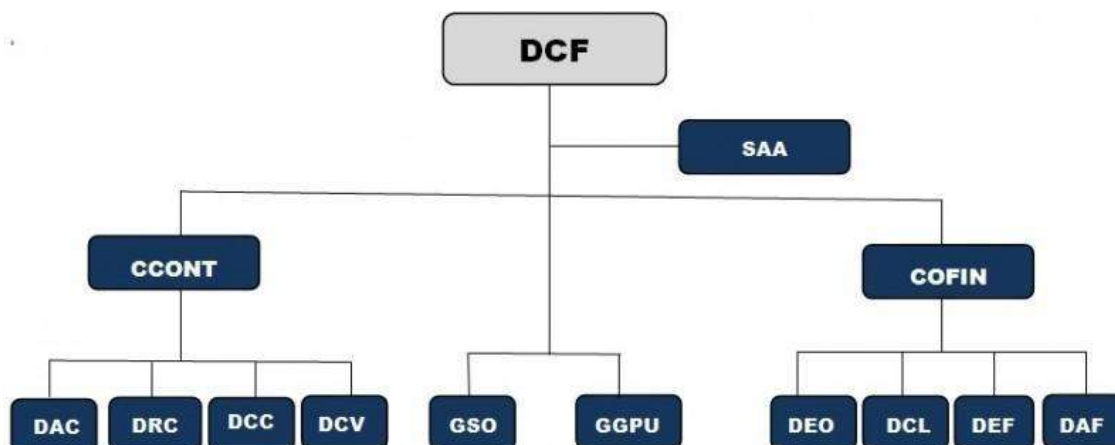 DCF
SAA
CCONT
COFIN
DAC
DRC
DCC
DCV
GSO
GGPU
DEO
DCL
DEF
DAF